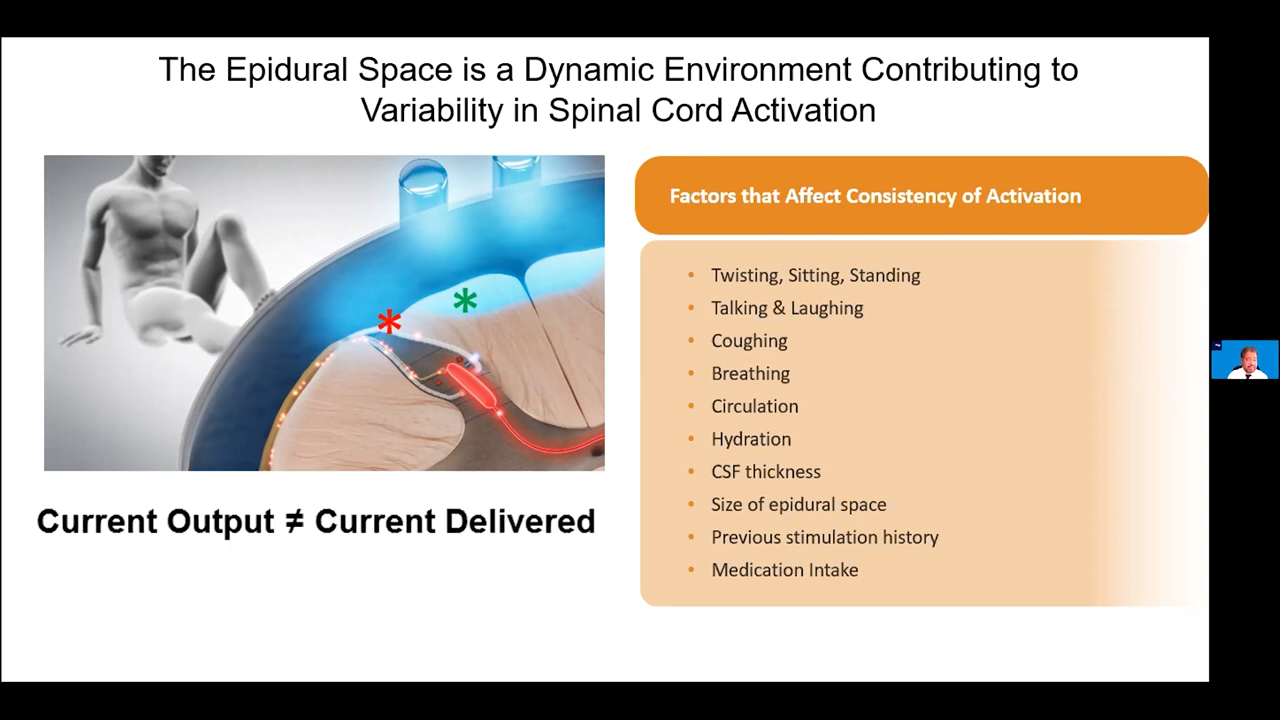 The Epidural Space is a Dynamic Environment Contributing to
Variability in Spinal Cord Activation
*
*
Current Output ≠ Current Delivered
Factors that Affect Consistency of Activation
• Twisting, Sitting, Standing
• Talking & Laughing
• Coughing
• Breathing
• Circulation
• Hydration
• CSF thickness
• Size of epidural space
• Previous stimulation history
• Medication Intake